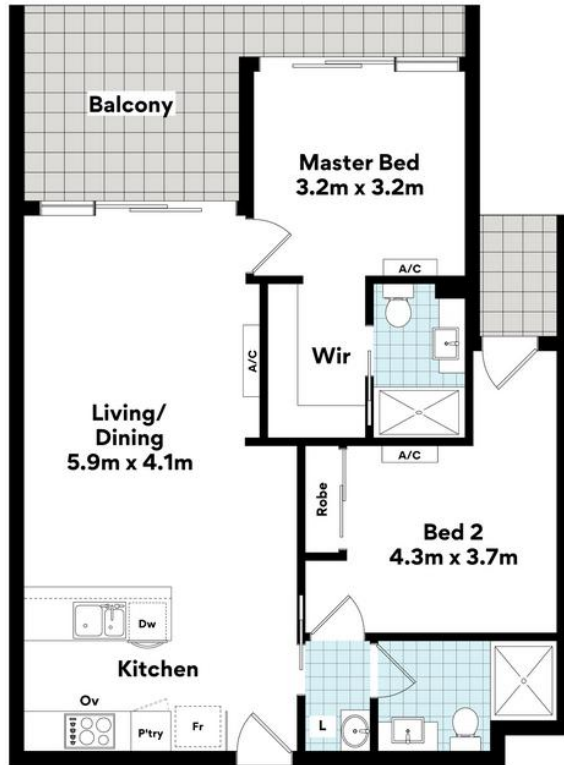 Balcony
Master Bed
3.2m x 3.2m
A/C
A/C
Wir
Living/
Dining
5.9m x 4.1m
A/C
Robe
Bed 2
4.3m x 3.7m
Dw
Kitchen
Ov
P'try
Fr
L